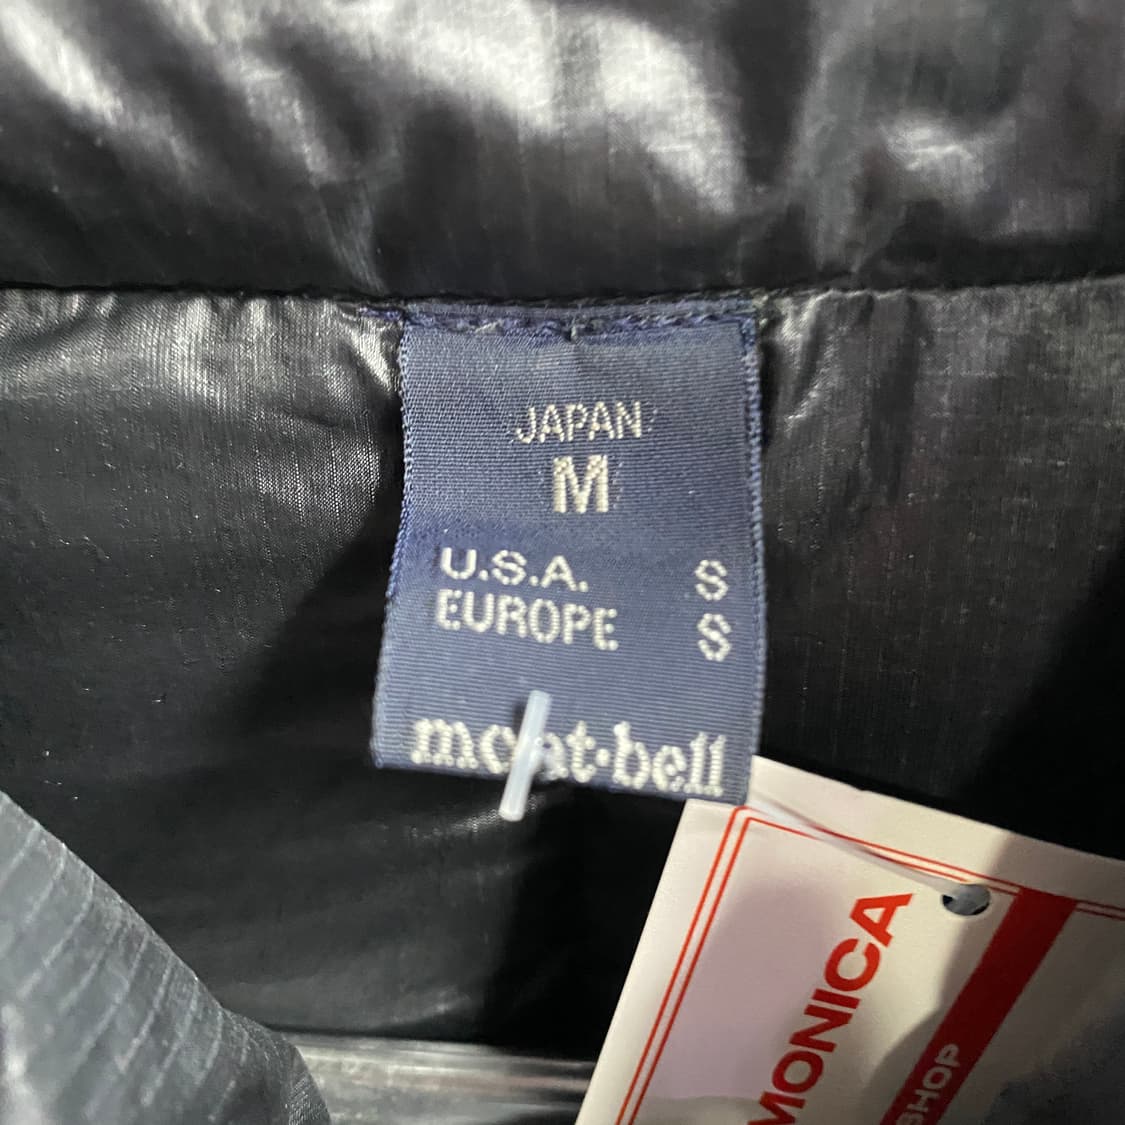 JAPAN
M
U.S.A. S
EUROPE S
mont-bell
MONICA
SHOP